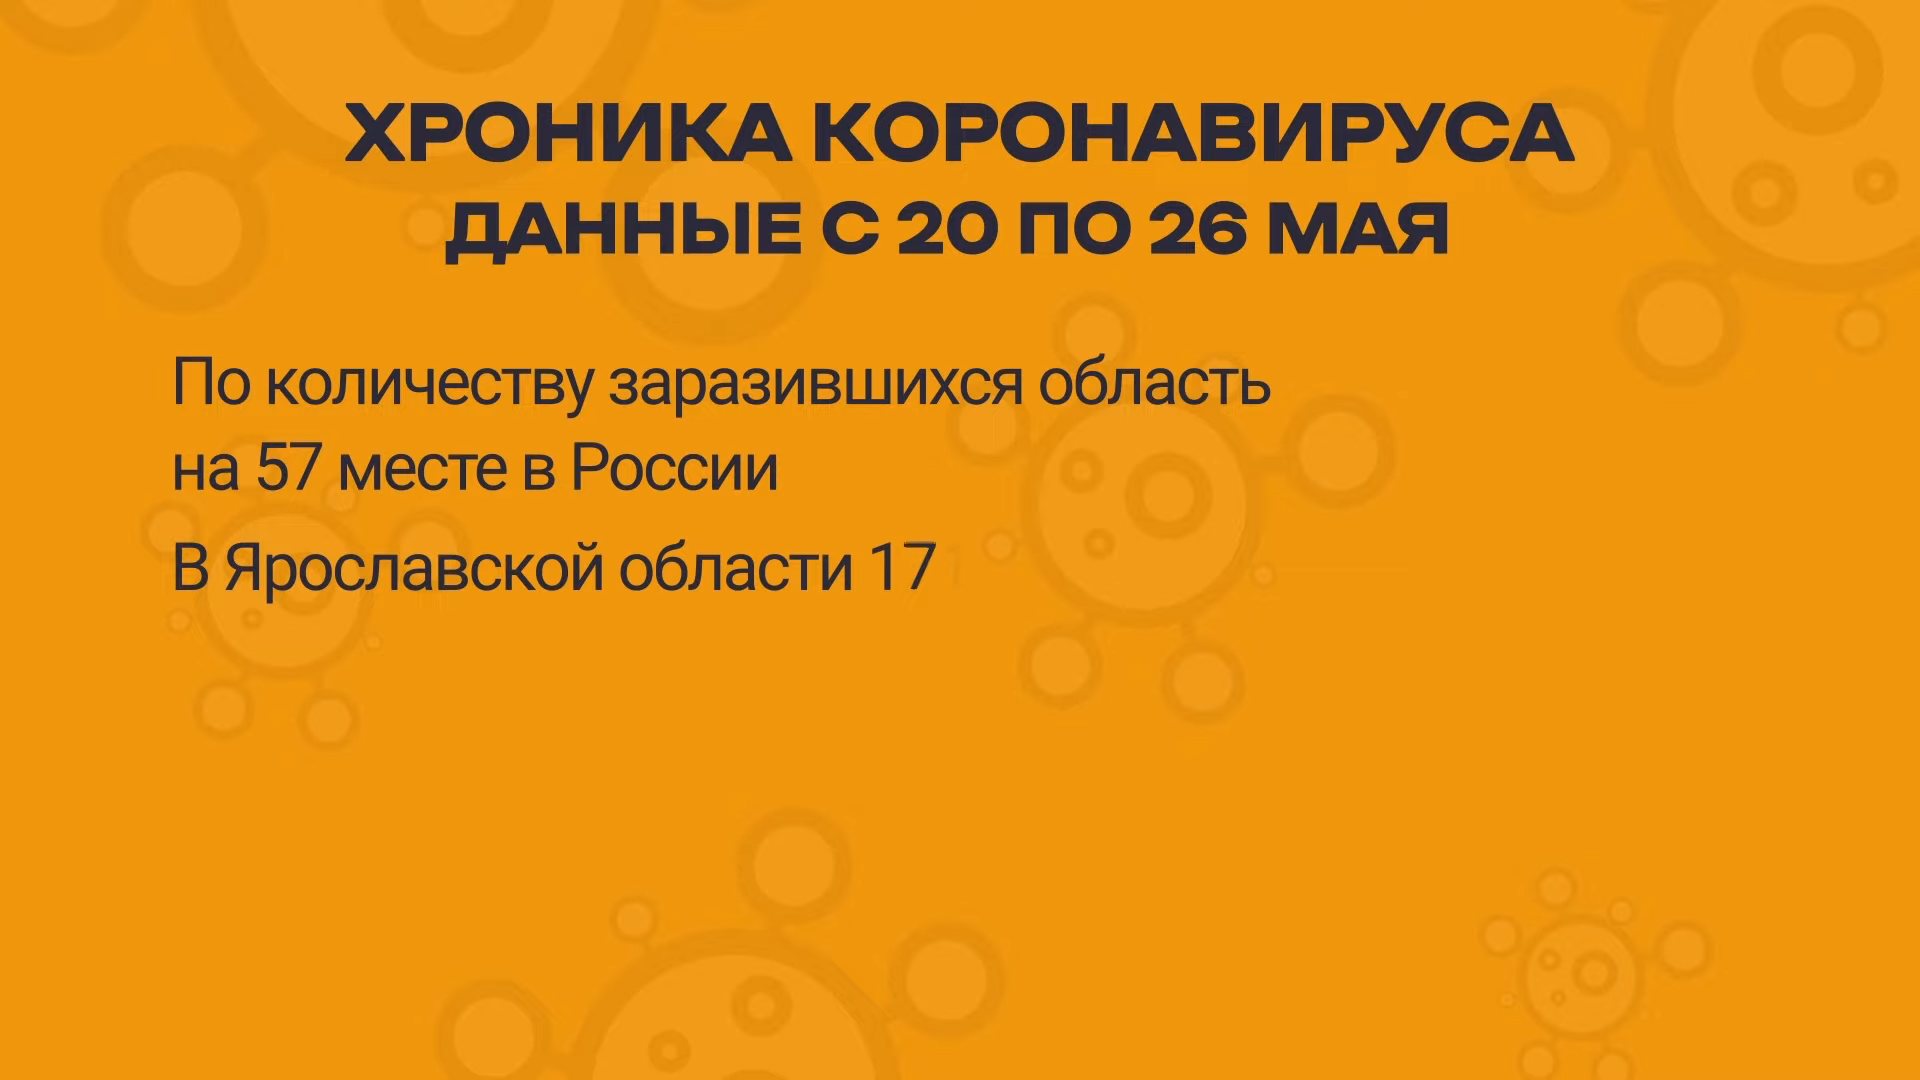 ХРОНИКА КОРОНАВИРУСА
ДАННЫЕ С 20 ПО 26 МАЯ
По количеству заразившихся область
на 57 месте в России
В Ярославской области 17